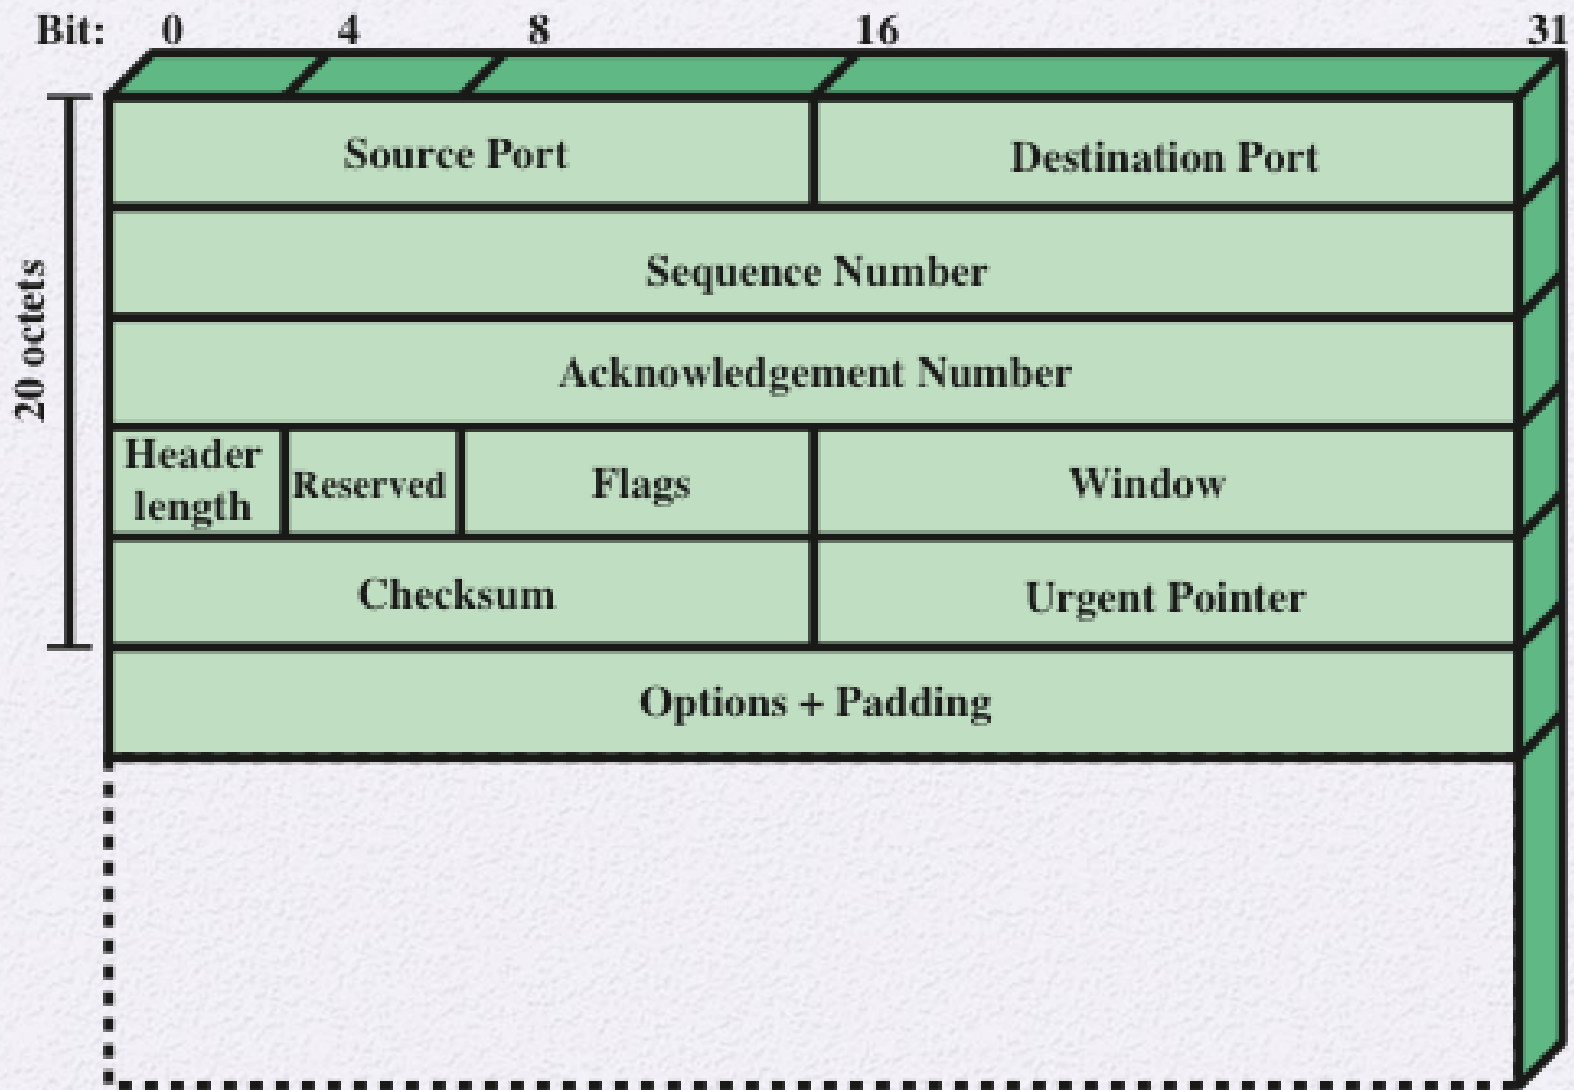 Bit: 0 4 8 16 31
20 octets
Source Port
Destination Port
Sequence Number
Acknowledgement Number
Header
length
Reserved
Flags
Window
Checksum
Urgent Pointer
Options + Padding